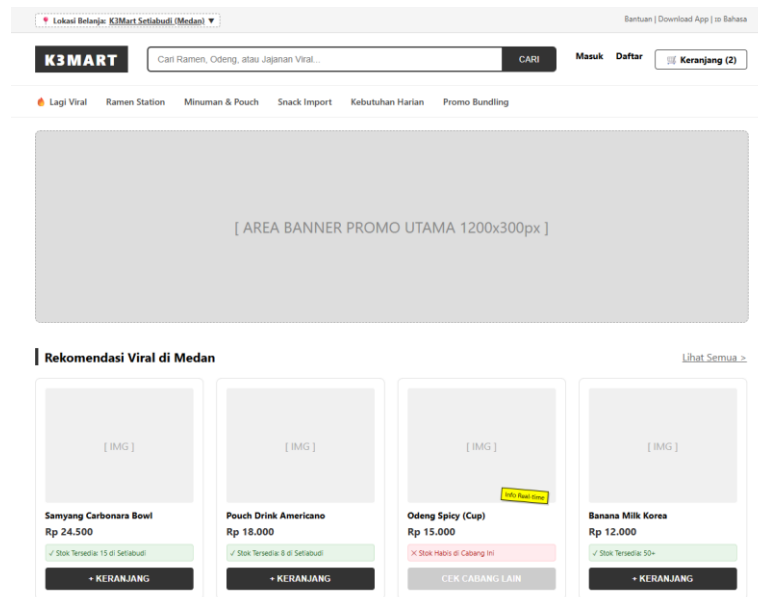 Lokasi Belanja: K3Mart Setiabudi (Medan) ▼
Bantuan | Download App | Bahasa
K3MART
Cari Ramen, Odeng, atau Jajanan Viral...
CARI
Masuk
Daftar
Keranjang (2)
Lagi Viral
Ramen Station
Minuman & Pouch
Snack Import
Kebutuhan Harian
Promo Bundling
[ AREA BANNER PROMO UTAMA 1200x300px ]
Rekomendasi Viral di Medan
Lihat Semua >
[ IMG ]
Samyang Carbonara Bowl
Rp 24.500
✓ Stok Tersedia: 15 di Setiabudi
+ KERANJANG
[ IMG ]
Pouch Drink Americano
Rp 18.000
✓ Stok Tersedia: 8 di Setiabudi
+ KERANJANG
[ IMG ]
Info Real-time
Odeng Spicy (Cup)
Rp 15.000
✕ Stok Habis di Cabang Ini
CEK CABANG LAIN
[ IMG ]
Banana Milk Korea
Rp 12.000
✓ Stok Tersedia: 50+
+ KERANJANG